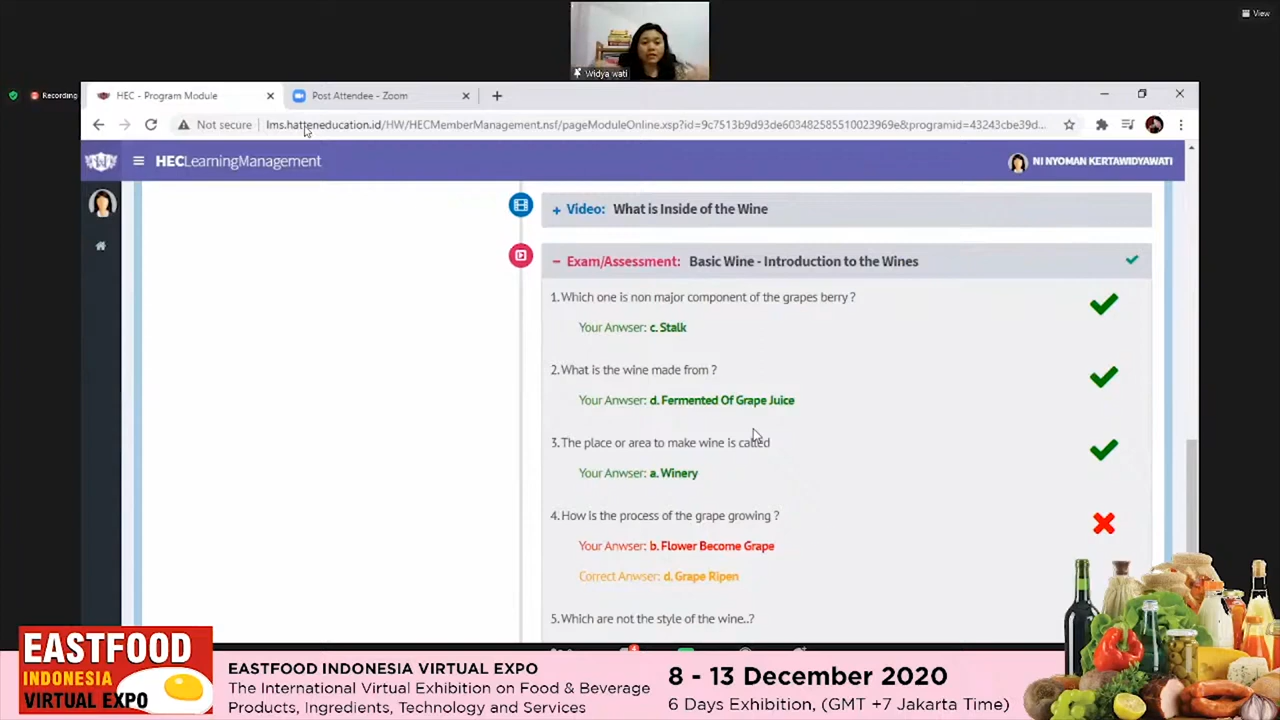 View
Widya wati
Recording
HEC - Program Module
Post Attendee - Zoom
Not secure
lms.hatteneducation.id/HW/HECMemberManagement.nsf/pageModuleOnline.xsp?id=9c7513b9d93de603482585510023969e&programid=43243cbe39d...
HECLearningManagement
NI NYOMAN KERTAWIDYAWATI
+ Video: What is Inside of the Wine
− Exam/Assessment: Basic Wine - Introduction to the Wines
1.Which one is non major component of the grapes berry ?
Your Anwser: c. Stalk
2.What is the wine made from ?
Your Anwser: d. Fermented Of Grape Juice
3.The place or area to make wine is called
Your Anwser: a. Winery
4.How is the process of the grape growing ?
Your Anwser: b. Flower Become Grape
Correct Anwser: d. Grape Ripen
5.Which are not the style of the wine..?
EASTFOOD
INDONESIA
VIRTUAL EXPO
EASTFOOD INDONESIA VIRTUAL EXPO
The International Virtual Exhibition on Food & Beverage
Products, Ingredients, Technology and Services
8 - 13 December 2020
6 Days Exhibition, (GMT +7 Jakarta Time)